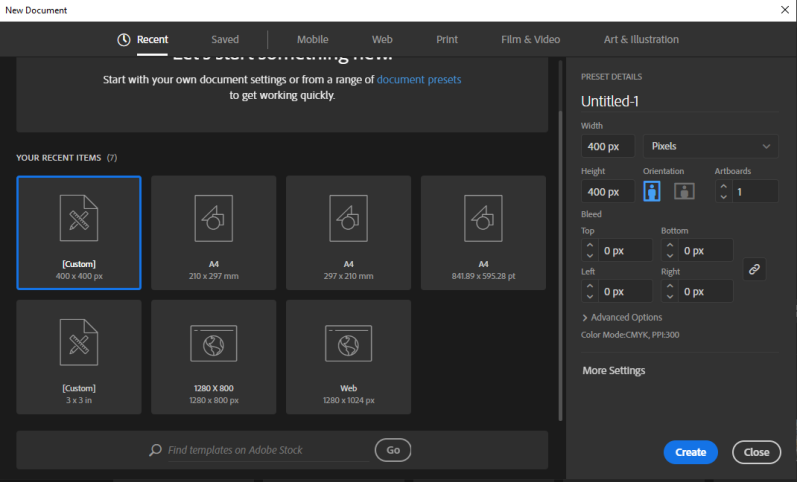 New Document
Recent
Saved
Mobile
Web
Print
Film & Video
Art & Illustration
Let's start something new.
Start with your own document settings or from a range of document presets
to get working quickly.
YOUR RECENT ITEMS (7)
[Custom]
400 x 400 px
A4
210 x 297 mm
A4
297 x 210 mm
A4
841.89 x 595.28 pt
[Custom]
3 x 3 in
1280 X 800
1280 x 800 px
Web
1280 x 1024 px
Find templates on Adobe Stock
Go
PRESET DETAILS
Untitled-1
Width
400 px
Pixels
Height
Orientation
Artboards
400 px
1
Bleed
Top
Bottom
0 px
0 px
Left
Right
0 px
0 px
Advanced Options
Color Mode:CMYK, PPI:300
More Settings
Create
Close